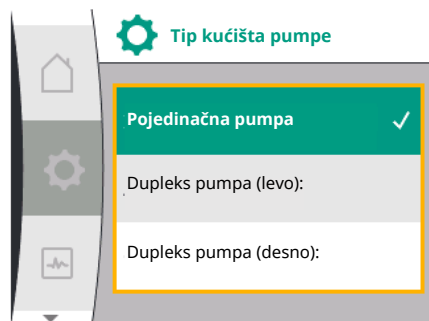 Tip kućišta pumpe
Pojedinačna pumpa
Dupleks pumpa (levo):
Dupleks pumpa (desno):